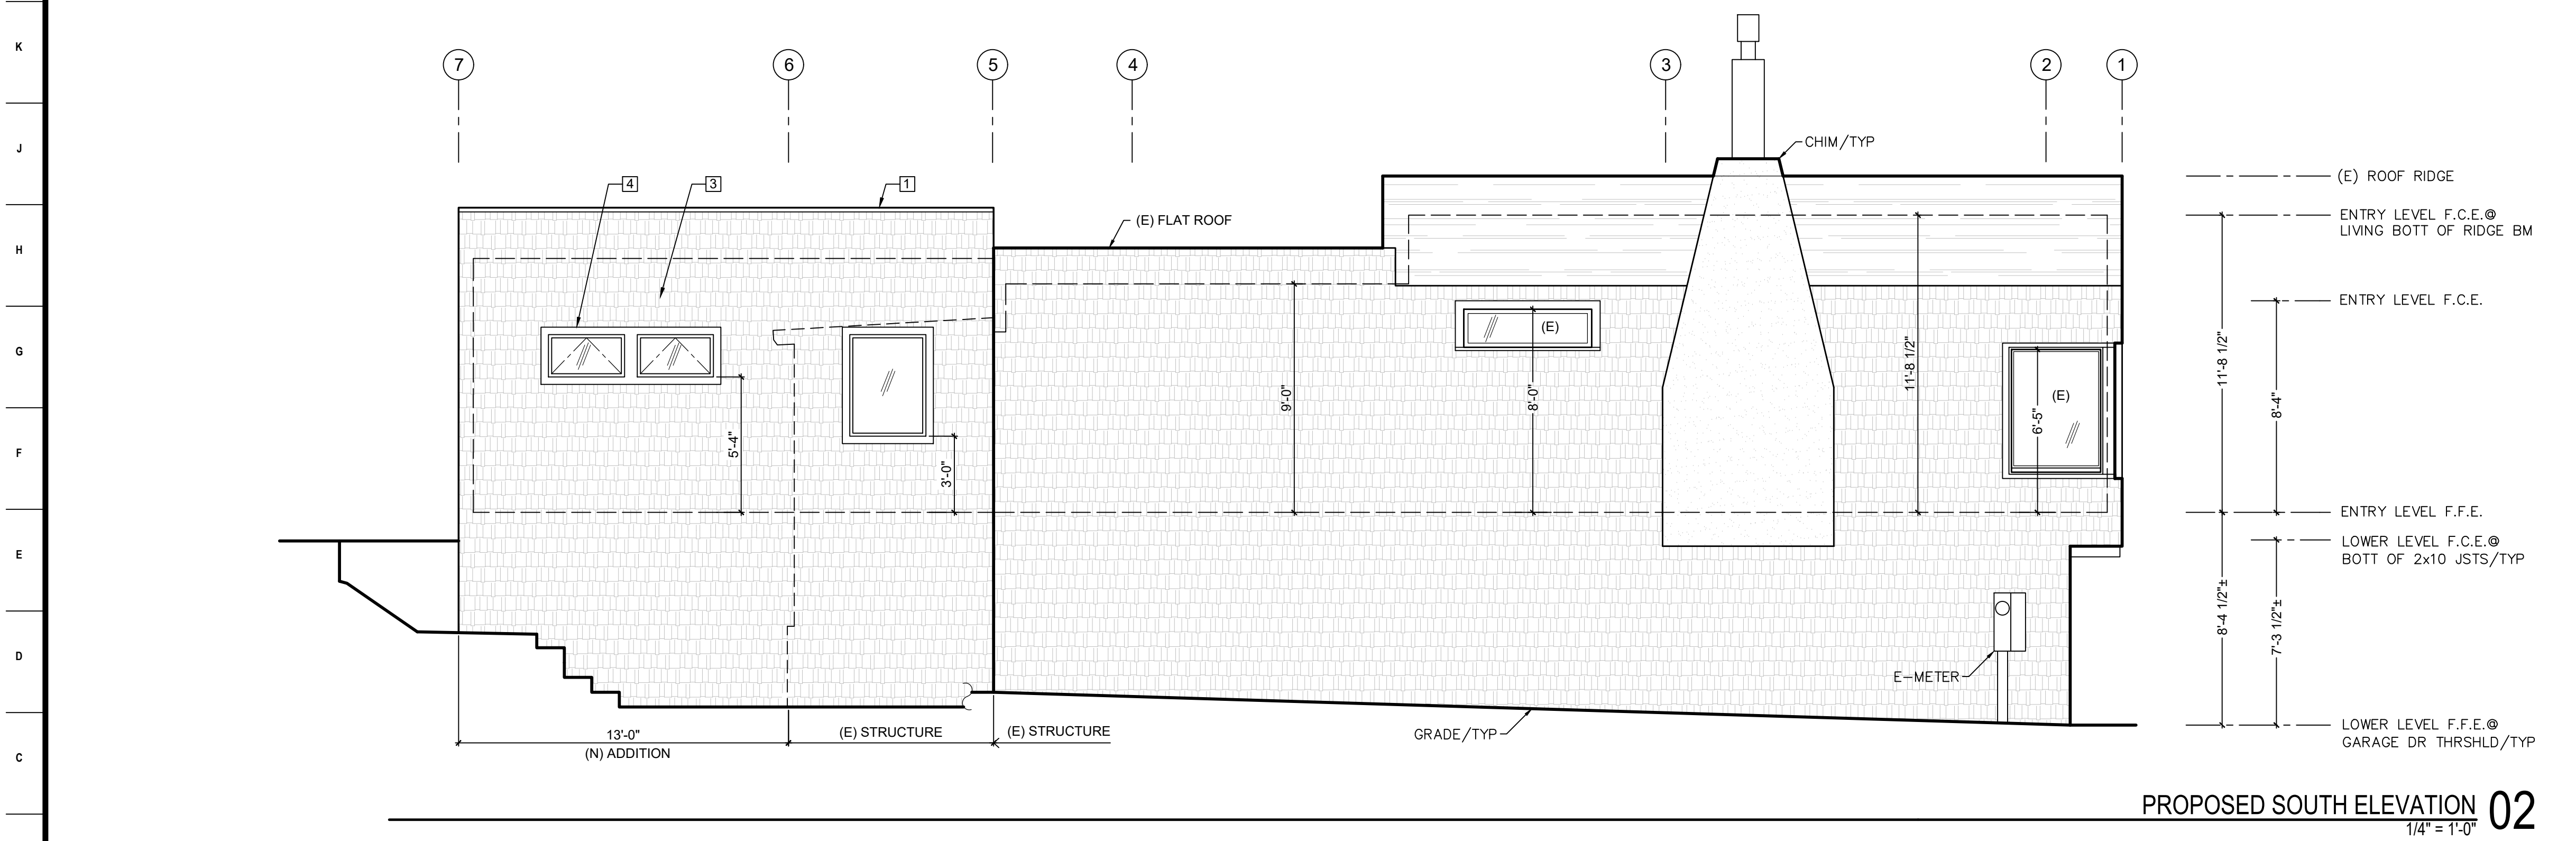 K
J
H
G
F
E
D
C
7
6
5
4
3
2
1
CHIM/TYP
4
3
1
(E) FLAT ROOF
(E) ROOF RIDGE
ENTRY LEVEL F.C.E.@
LIVING BOTT OF RIDGE BM
ENTRY LEVEL F.C.E.
(E)
(E)
5'-4"
3'-0"
9'-0"
8'-0"
11'-8 1/2"
6'-5"
11'-8 1/2"
8'-4"
ENTRY LEVEL F.F.E.
LOWER LEVEL F.C.E.@
BOTT OF 2x10 JSTS/TYP
8'-4 1/2"±
7'-3 1/2"±
E-METER
GRADE/TYP
LOWER LEVEL F.F.E.@
GARAGE DR THRSHLD/TYP
13'-0"
(N) ADDITION
(E) STRUCTURE
(E) STRUCTURE
PROPOSED SOUTH ELEVATION 02
1/4" = 1'-0"